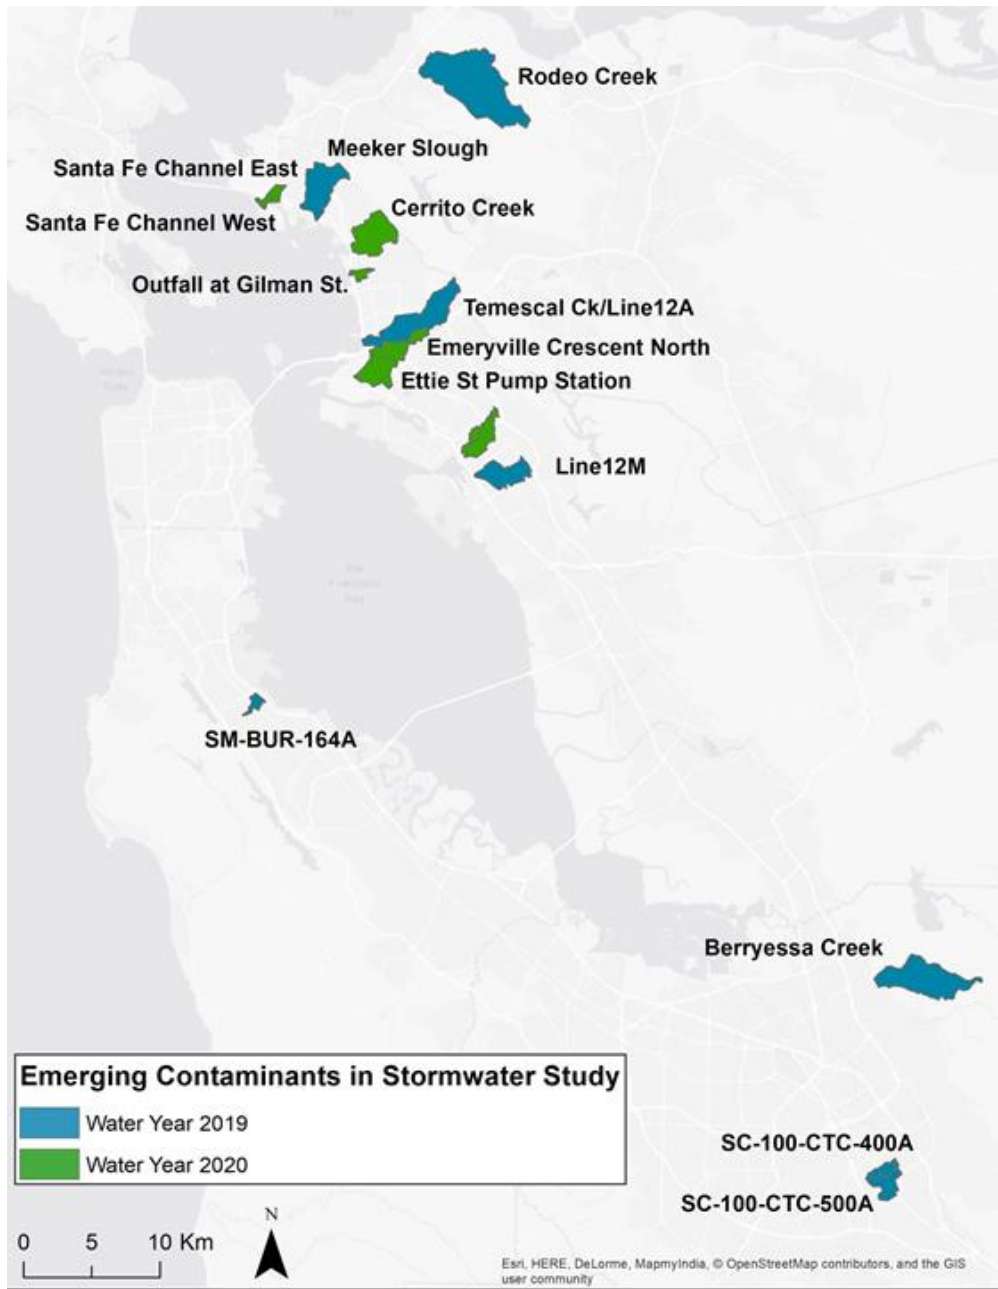 Rodeo Creek
Meeker Slough
Santa Fe Channel East
Cerrito Creek
Santa Fe Channel West
Outfall at Gilman St.
Temescal Ck/Line12A
Emeryville Crescent North
Ettie St Pump Station
Line12M
SM-BUR-164A
Berryessa Creek
Emerging Contaminants in Stormwater Study
Water Year 2019
Water Year 2020
SC-100-CTC-400A
SC-100-CTC-500A
N
0 5 10 Km
Esri, HERE, DeLorme, MapmyIndia, © OpenStreetMap contributors, and the GIS
user community